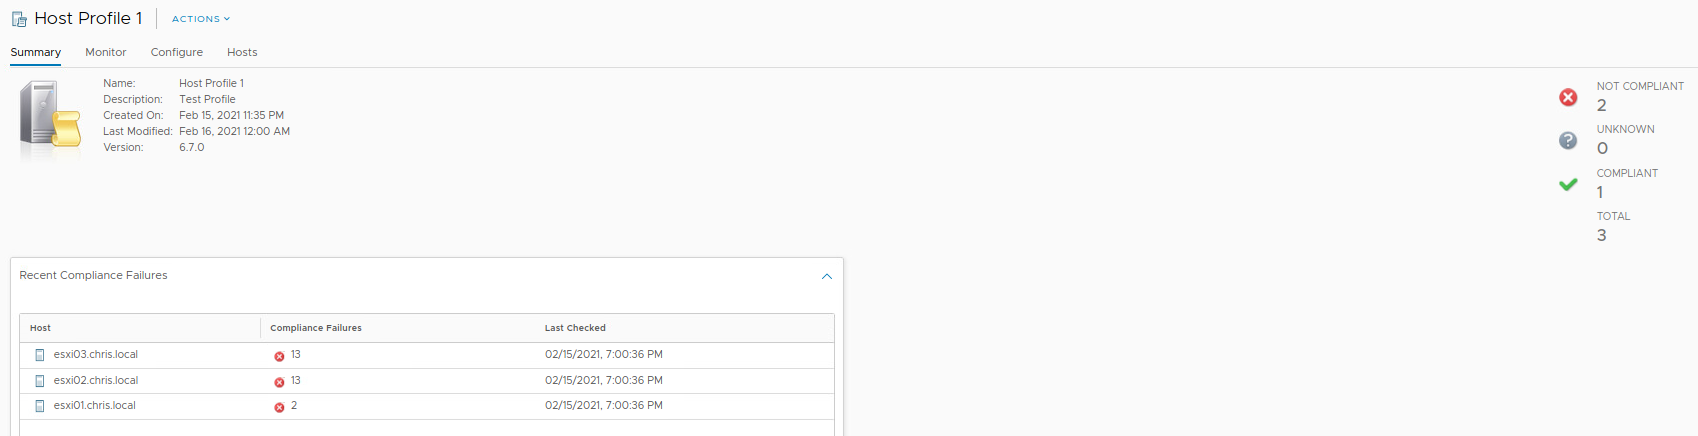 Host Profile 1
ACTIONS
Summary Monitor Configure Hosts
Name: Host Profile 1
Description: Test Profile
Created On: Feb 15, 2021 11:35 PM
Last Modified: Feb 16, 2021 12:00 AM
Version: 6.7.0
NOT COMPLIANT
2
UNKNOWN
0
COMPLIANT
1
TOTAL
3
Recent Compliance Failures
Host Compliance Failures Last Checked
esxi03.chris.local 13 02/15/2021, 7:00:36 PM
esxi02.chris.local 13 02/15/2021, 7:00:36 PM
esxi01.chris.local 2 02/15/2021, 7:00:36 PM